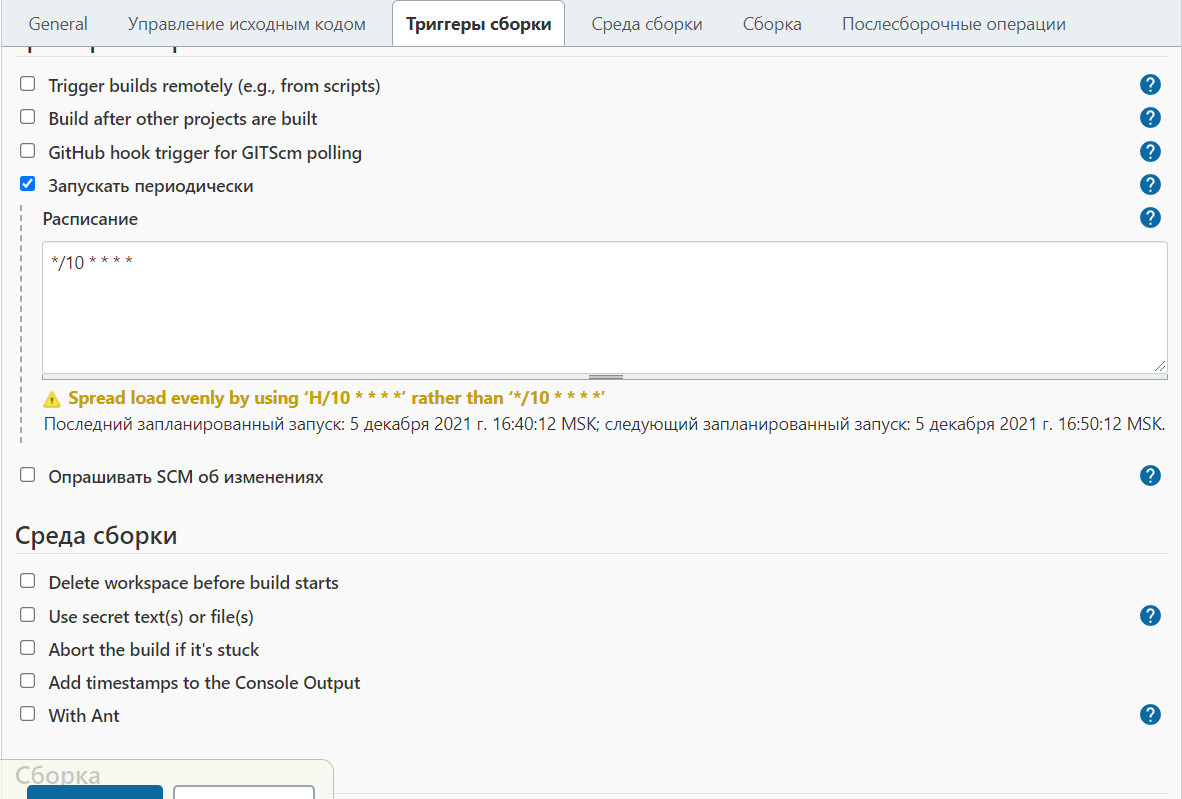 General Управление исходным кодом Триггеры сборки Среда сборки Сборка Послесборочные операции
Trigger builds remotely (e.g., from scripts) ?
Build after other projects are built ?
GitHub hook trigger for GITScm polling ?
Запускать периодически ?
Расписание ?
*/10 * * * *
Spread load evenly by using ‘H/10 * * * *’ rather than ‘*/10 * * * *’
Последний запланированный запуск: 5 декабря 2021 г. 16:40:12 MSK; следующий запланированный запуск: 5 декабря 2021 г. 16:50:12 MSK.
Опрашивать SCM об изменениях ?
Среда сборки
Delete workspace before build starts
Use secret text(s) or file(s) ?
Abort the build if it's stuck
Add timestamps to the Console Output
With Ant ?
Сборка